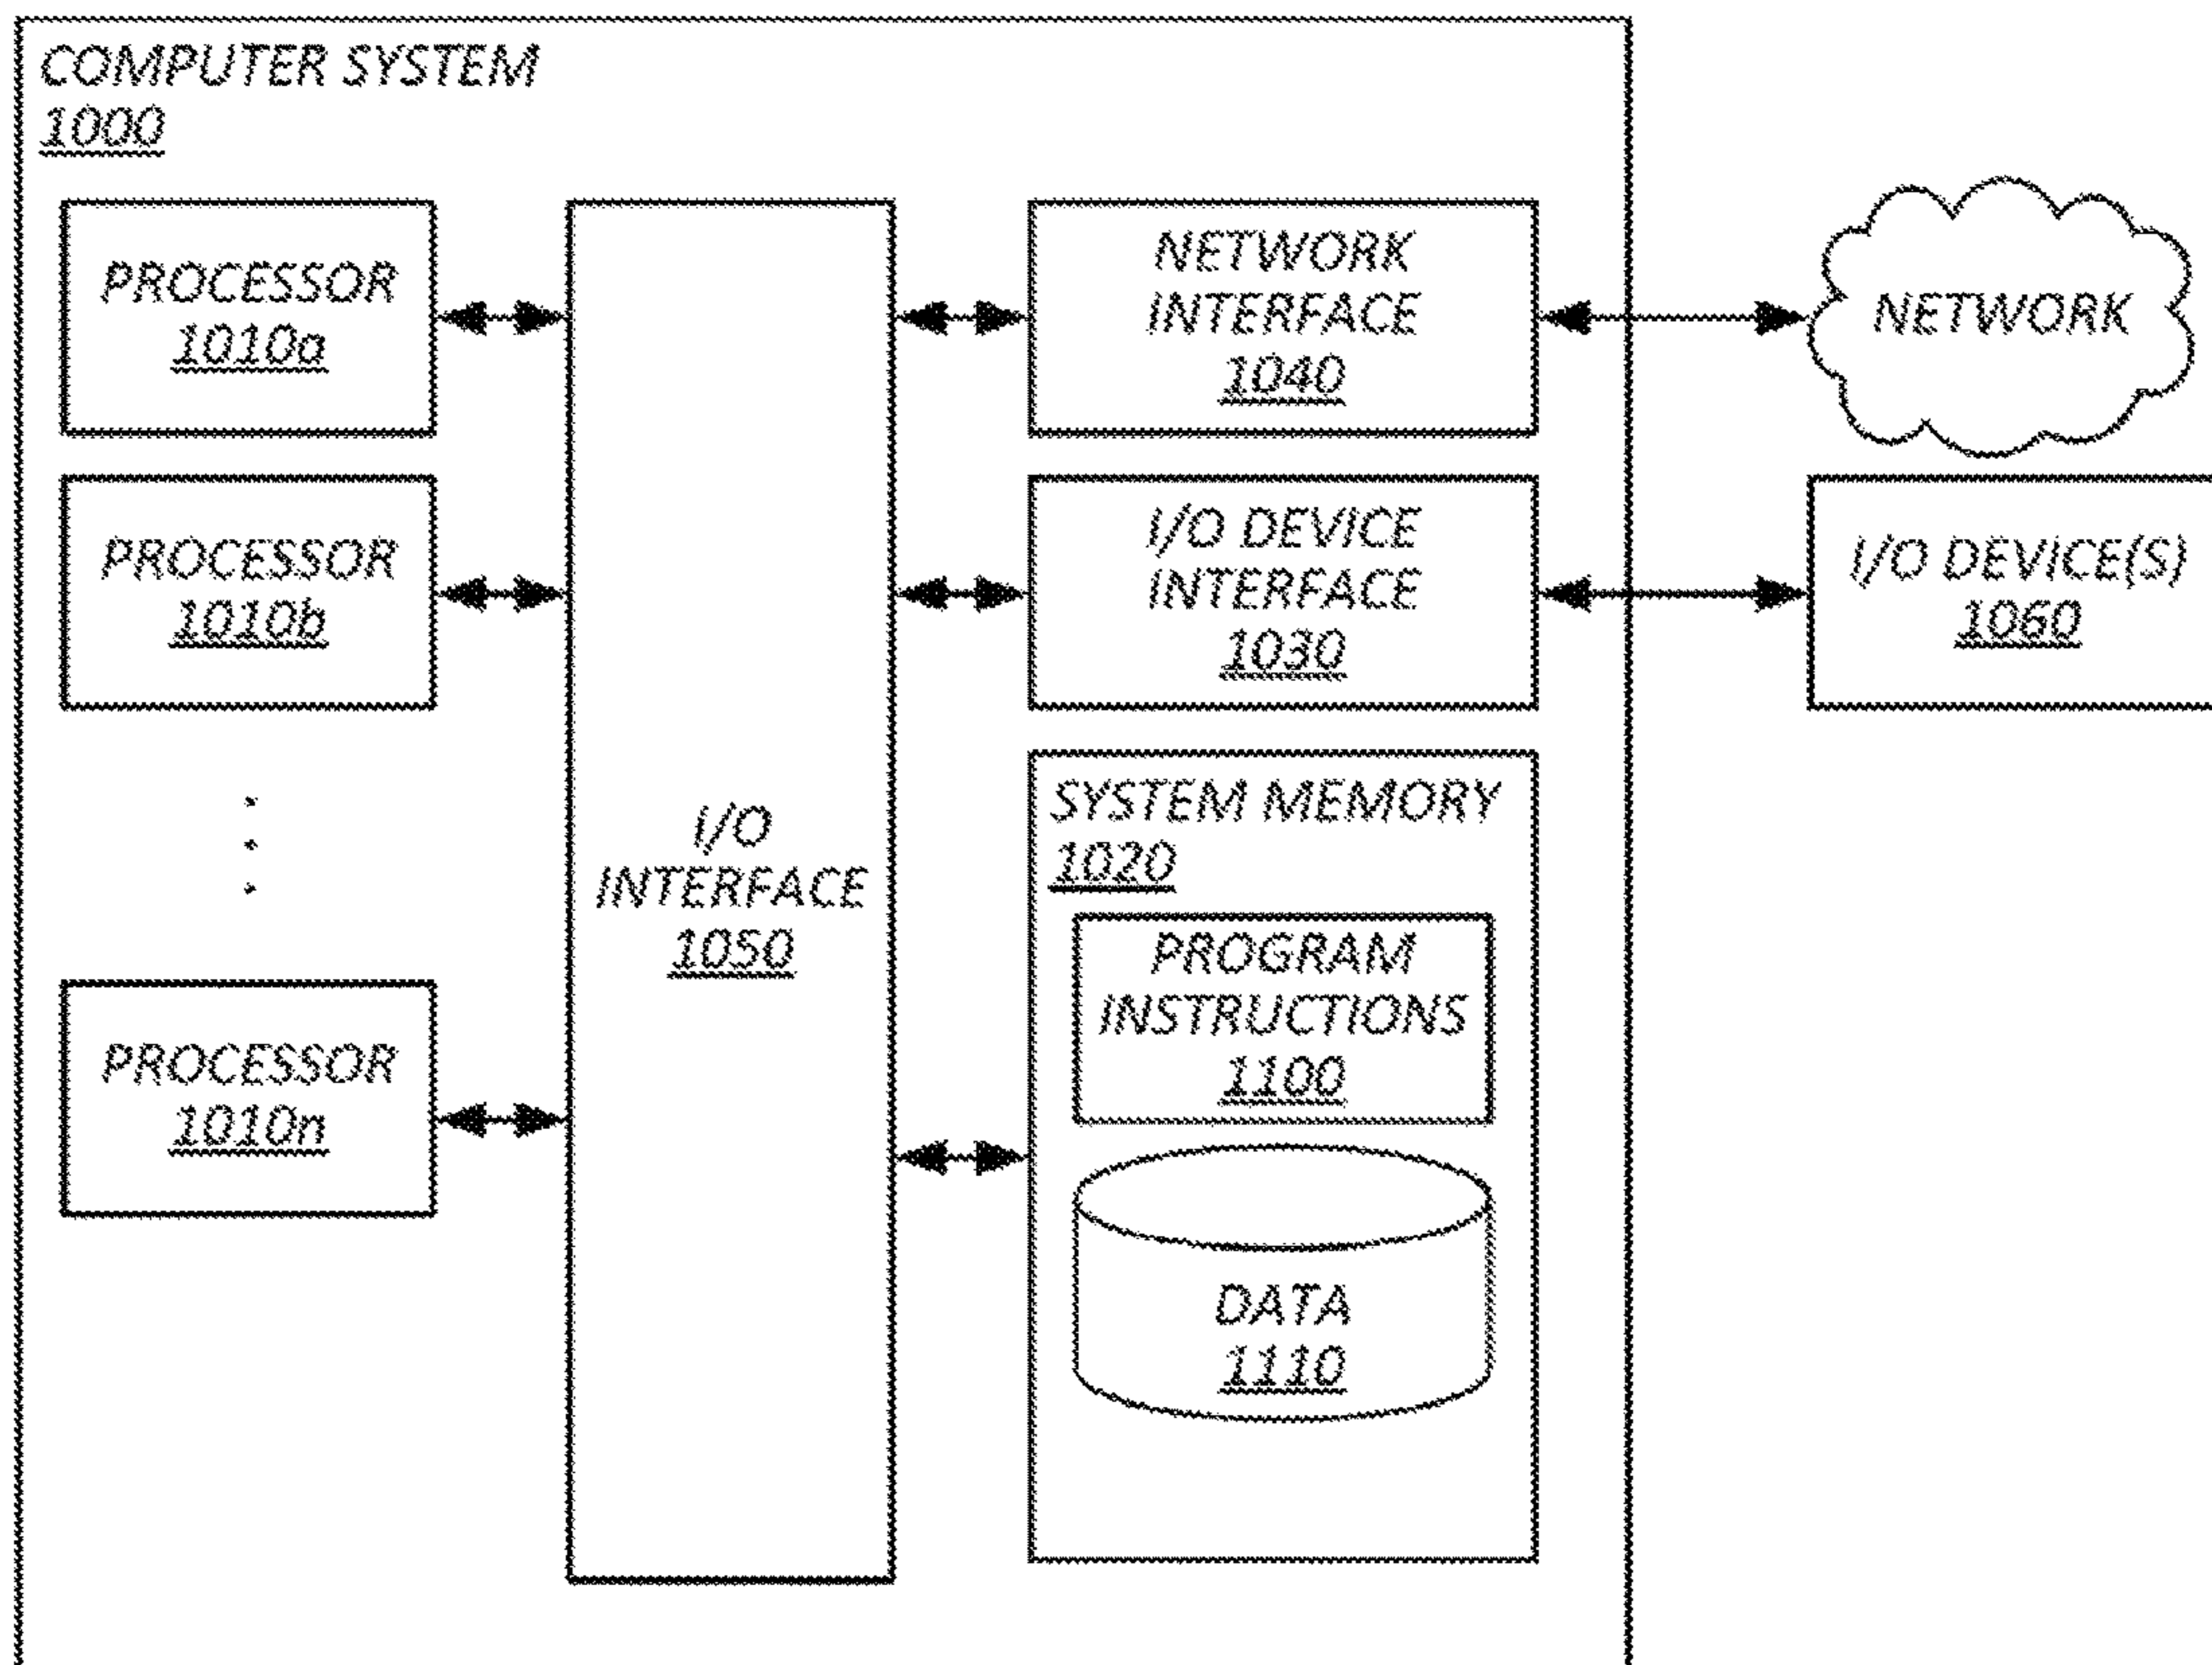 COMPUTER SYSTEM
1000
PROCESSOR
1010a
PROCESSOR
1010b
PROCESSOR
1010n
I/O
INTERFACE
1050
NETWORK
INTERFACE
1040
I/O DEVICE
INTERFACE
1030
SYSTEM MEMORY
1020
PROGRAM
INSTRUCTIONS
1100
DATA
1110
NETWORK
I/O DEVICE(S)
1060